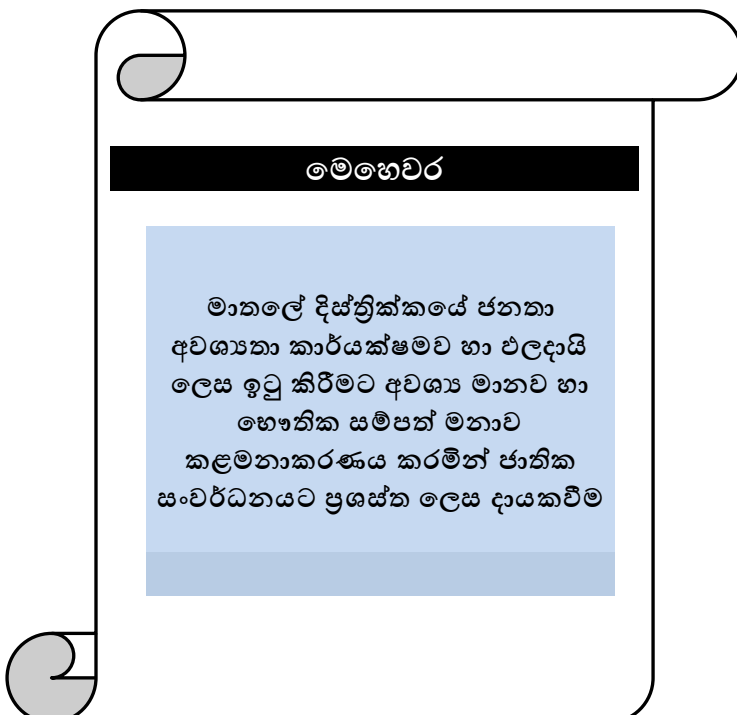 මෙහෙවර
මාතලේ දිස්ත්‍රික්කයේ ජනතා
අවශ්‍යතා කාර්යක්ෂමව හා ඵලදායි
ලෙස ඉටු කිරීමට අවශ්‍ය මානව හා
භෞතික සම්පත් මනාව
කළමනාකරණය කරමින් ජාතික
සංවර්ධනයට ප්‍රශස්ත ලෙස දායකවීම